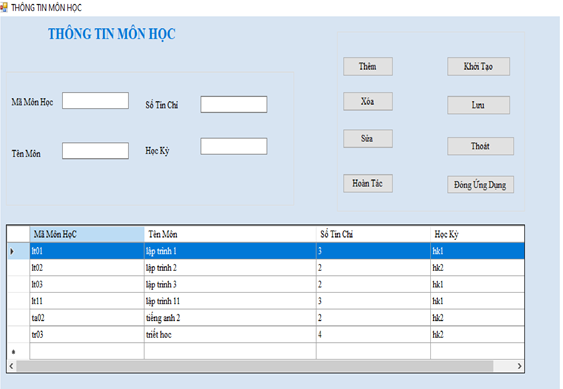 THÔNG TIN MÔN HỌC
THÔNG TIN MÔN HỌC
Mã Môn Học
Số Tín Chỉ
Tên Môn
Học Kỳ
Thêm
Khởi Tạo
Xóa
Lưu
Sửa
Thoát
Hoàn Tác
Đóng Ứng Dụng
Mã Môn HọC Tên Môn Số Tín Chỉ Học Kỳ
lt01 lập trình 1 3 hk1
lt02 lập trình 2 2 hk2
lt03 lập trình 3 2 hk1
lt11 lập trình 11 3 hk1
ta02 tiếng anh 2 2 hk2
tr03 triết học 4 hk2